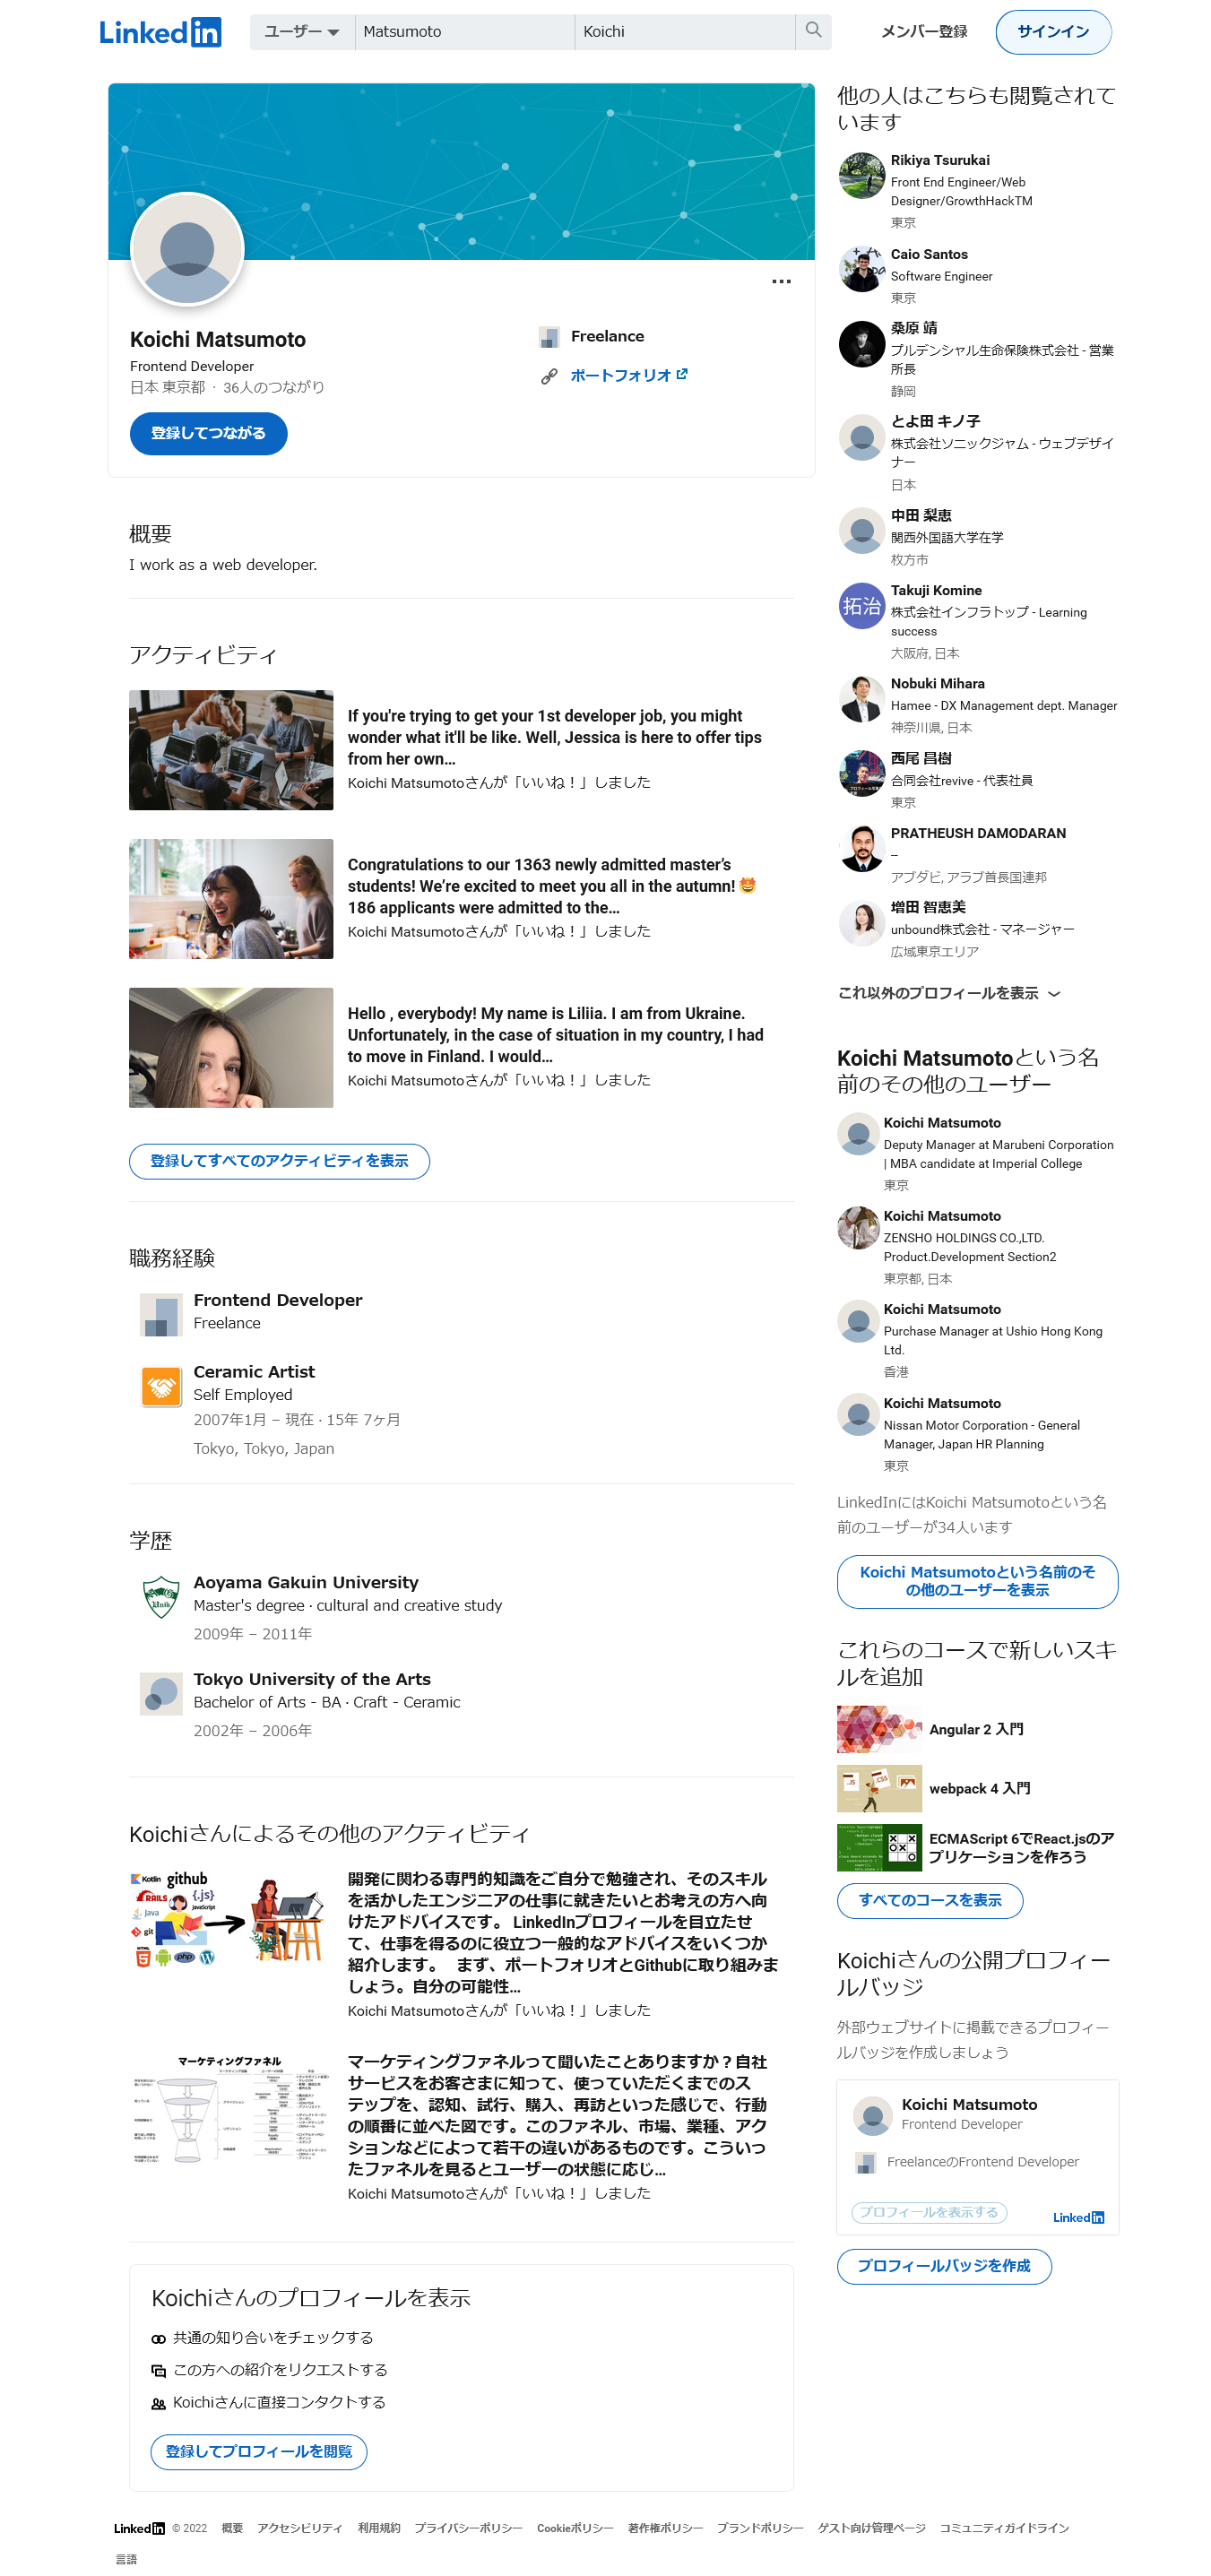 LinkedIn
ユーザー
Matsumoto
Koichi
メンバー登録
サインイン
Koichi Matsumoto
Frontend Developer
日本 東京都 · 36人のつながり
登録してつながる
Freelance
ポートフォリオ
概要
I work as a web developer.
アクティビティ
If you're trying to get your 1st developer job, you might
wonder what it'll be like. Well, Jessica is here to offer tips
from her own...
Koichi Matsumotoさんが「いいね！」しました
Congratulations to our 1363 newly admitted master's
students! We're excited to meet you all in the autumn! 🤩
186 applicants were admitted to the...
Koichi Matsumotoさんが「いいね！」しました
Hello , everybody! My name is Liliia. I am from Ukraine.
Unfortunately, in the case of situation in my country, I had
to move in Finland. I would...
Koichi Matsumotoさんが「いいね！」しました
登録してすべてのアクティビティを表示
職務経験
Frontend Developer
Freelance
Ceramic Artist
Self Employed
2007年1月 – 現在 · 15年 7ヶ月
Tokyo, Tokyo, Japan
学歴
Aoyama Gakuin University
Master's degree · cultural and creative study
2009年 – 2011年
Tokyo University of the Arts
Bachelor of Arts - BA · Craft - Ceramic
2002年 – 2006年
Koichiさんによるその他のアクティビティ
Kotlin
github
RAILS
{.js}
JavaScript
Java
git
php
開発に関わる専門的知識をご自分で勉強され、そのスキル
を活かしたエンジニアの仕事に就きたいとお考えの方へ向
けたアドバイスです。 LinkedInプロフィールを目立たせ
て、仕事を得るのに役立つ一般的なアドバイスをいくつか
紹介します。 まず、ポートフォリオとGithubに取り組みま
しょう。自分の可能性...
Koichi Matsumotoさんが「いいね！」しました
マーケティングファネル
マーケティングファネルって聞いたことありますか？自社
サービスをお客さまに知って、使っていただくまでのス
テップを、認知、試行、購入、再訪といった感じで、行動
の順番に並べた図です。このファネル、市場、業種、アク
ションなどによって若干の違いがあるものです。こういっ
たファネルを見るとユーザーの状態に応じ...
Koichi Matsumotoさんが「いいね！」しました
Koichiさんのプロフィールを表示
共通の知り合いをチェックする
この方への紹介をリクエストする
Koichiさんに直接コンタクトする
登録してプロフィールを閲覧
他の人はこちらも閲覧されて
います
Rikiya Tsurukai
Front End Engineer/Web
Designer/GrowthHackTM
東京
Caio Santos
Software Engineer
東京
桑原 靖
プルデンシャル生命保険株式会社 - 営業
所長
静岡
とよ田 キノ子
株式会社ソニックジャム - ウェブデザイ
ナー
日本
中田 梨恵
関西外国語大学在学
枚方市
拓治
Takuji Komine
株式会社インフラトップ - Learning
success
大阪府, 日本
Nobuki Mihara
Hamee - DX Management dept. Manager
神奈川県, 日本
西尾 昌樹
合同会社revive - 代表社員
東京
PRATHEUSH DAMODARAN
--
アブダビ, アラブ首長国連邦
増田 智恵美
unbound株式会社 - マネージャー
広域東京エリア
これ以外のプロフィールを表示
Koichi Matsumotoという名
前のその他のユーザー
Koichi Matsumoto
Deputy Manager at Marubeni Corporation
| MBA candidate at Imperial College
東京
Koichi Matsumoto
ZENSHO HOLDINGS CO.,LTD.
Product.Development Section2
東京都, 日本
Koichi Matsumoto
Purchase Manager at Ushio Hong Kong
Ltd.
香港
Koichi Matsumoto
Nissan Motor Corporation - General
Manager, Japan HR Planning
東京
LinkedInにはKoichi Matsumotoという名
前のユーザーが34人います
Koichi Matsumotoという名前のそ
の他のユーザーを表示
これらのコースで新しいスキ
ルを追加
Angular 2 入門
webpack 4 入門
ECMAScript 6でReact.jsのア
プリケーションを作ろう
すべてのコースを表示
Koichiさんの公開プロフィー
ルバッジ
外部ウェブサイトに掲載できるプロフィー
ルバッジを作成しましょう
Koichi Matsumoto
Frontend Developer
FreelanceのFrontend Developer
プロフィールを表示する
LinkedIn
プロフィールバッジを作成
LinkedIn © 2022 概要 アクセシビリティ 利用規約 プライバシーポリシー Cookieポリシー 著作権ポリシー ブランドポリシー ゲスト向け管理ページ コミュニティガイドライン
言語